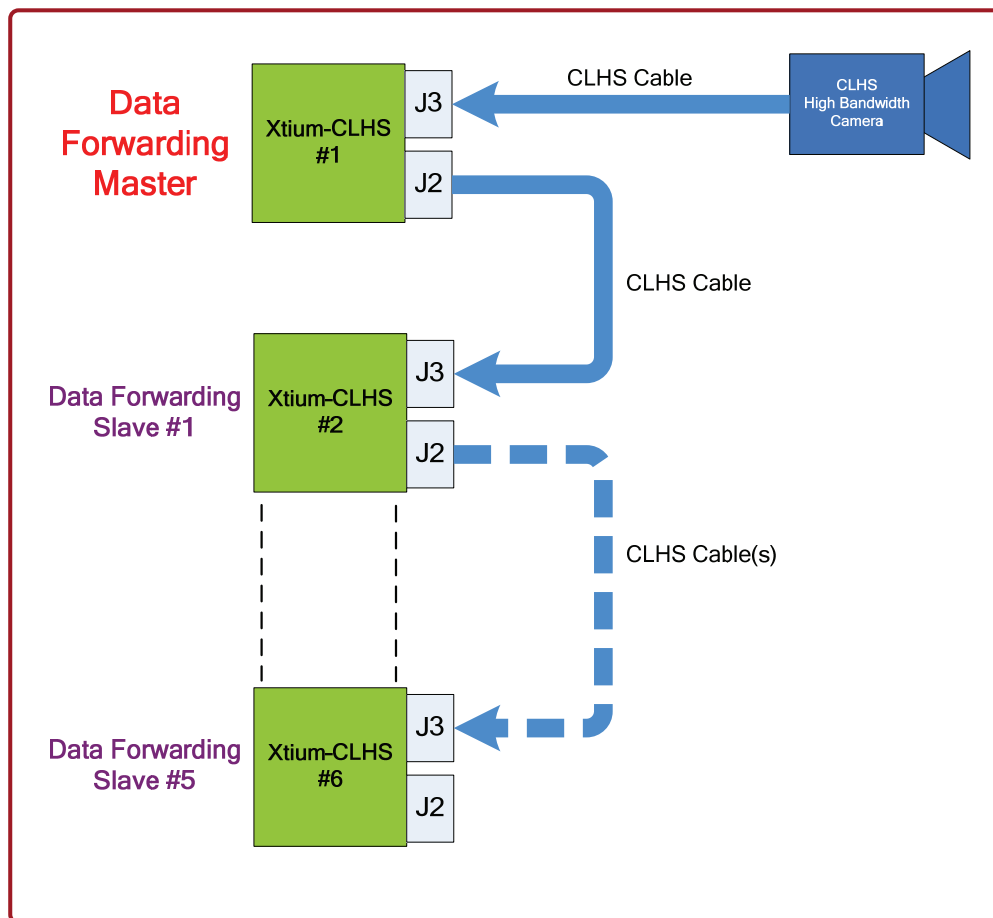 Data
Forwarding
Master
Xtium-CLHS
#1
J3
J2
CLHS Cable
CLHS
High Bandwidth
Camera
CLHS Cable
Data Forwarding
Slave #1
Xtium-CLHS
#2
J3
J2
CLHS Cable(s)
Data Forwarding
Slave #5
Xtium-CLHS
#6
J3
J2